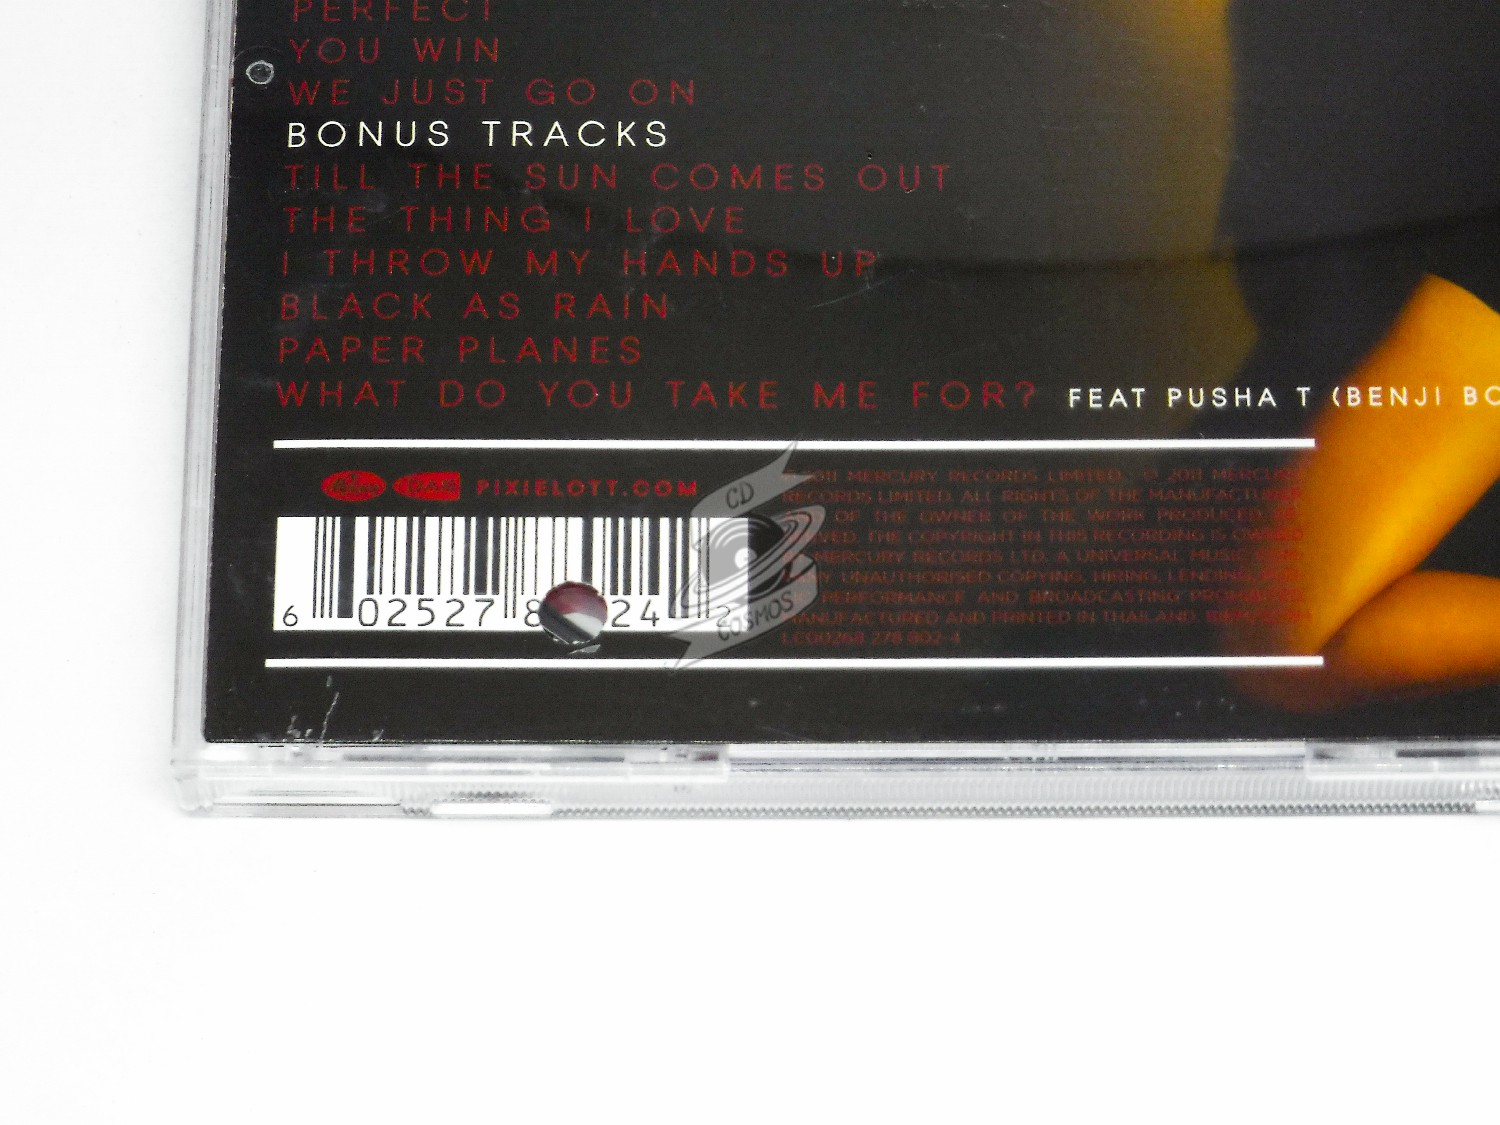 PERFECT
YOU WIN
WE JUST GO ON
BONUS TRACKS
TILL THE SUN COMES OUT
THE THING I LOVE
I THROW MY HANDS UP
BLACK AS RAIN
PAPER PLANES
WHAT DO YOU TAKE ME FOR? FEAT PUSHA T (BENJI
PIXIELOTT.COM
2011 MERCURY RECORDS LIMITED. © 2011
RECORDS LIMITED. ALL RIGHTS OF THE MANUFACTURER
OF THE OWNER OF THE WORK PRODUCED
THE COPYRIGHT IN THIS RECORDING IS OWNED
MERCURY RECORDS LTD. A UNIVERSAL MUSIC
UNAUTHORISED COPYING, HIRING, LENDING,
PERFORMANCE AND BROADCASTING
MANUFACTURED AND PRINTED IN THAILAND.
LC00268 278 802-4
6 02527 8 24 2
CD
COSMOS